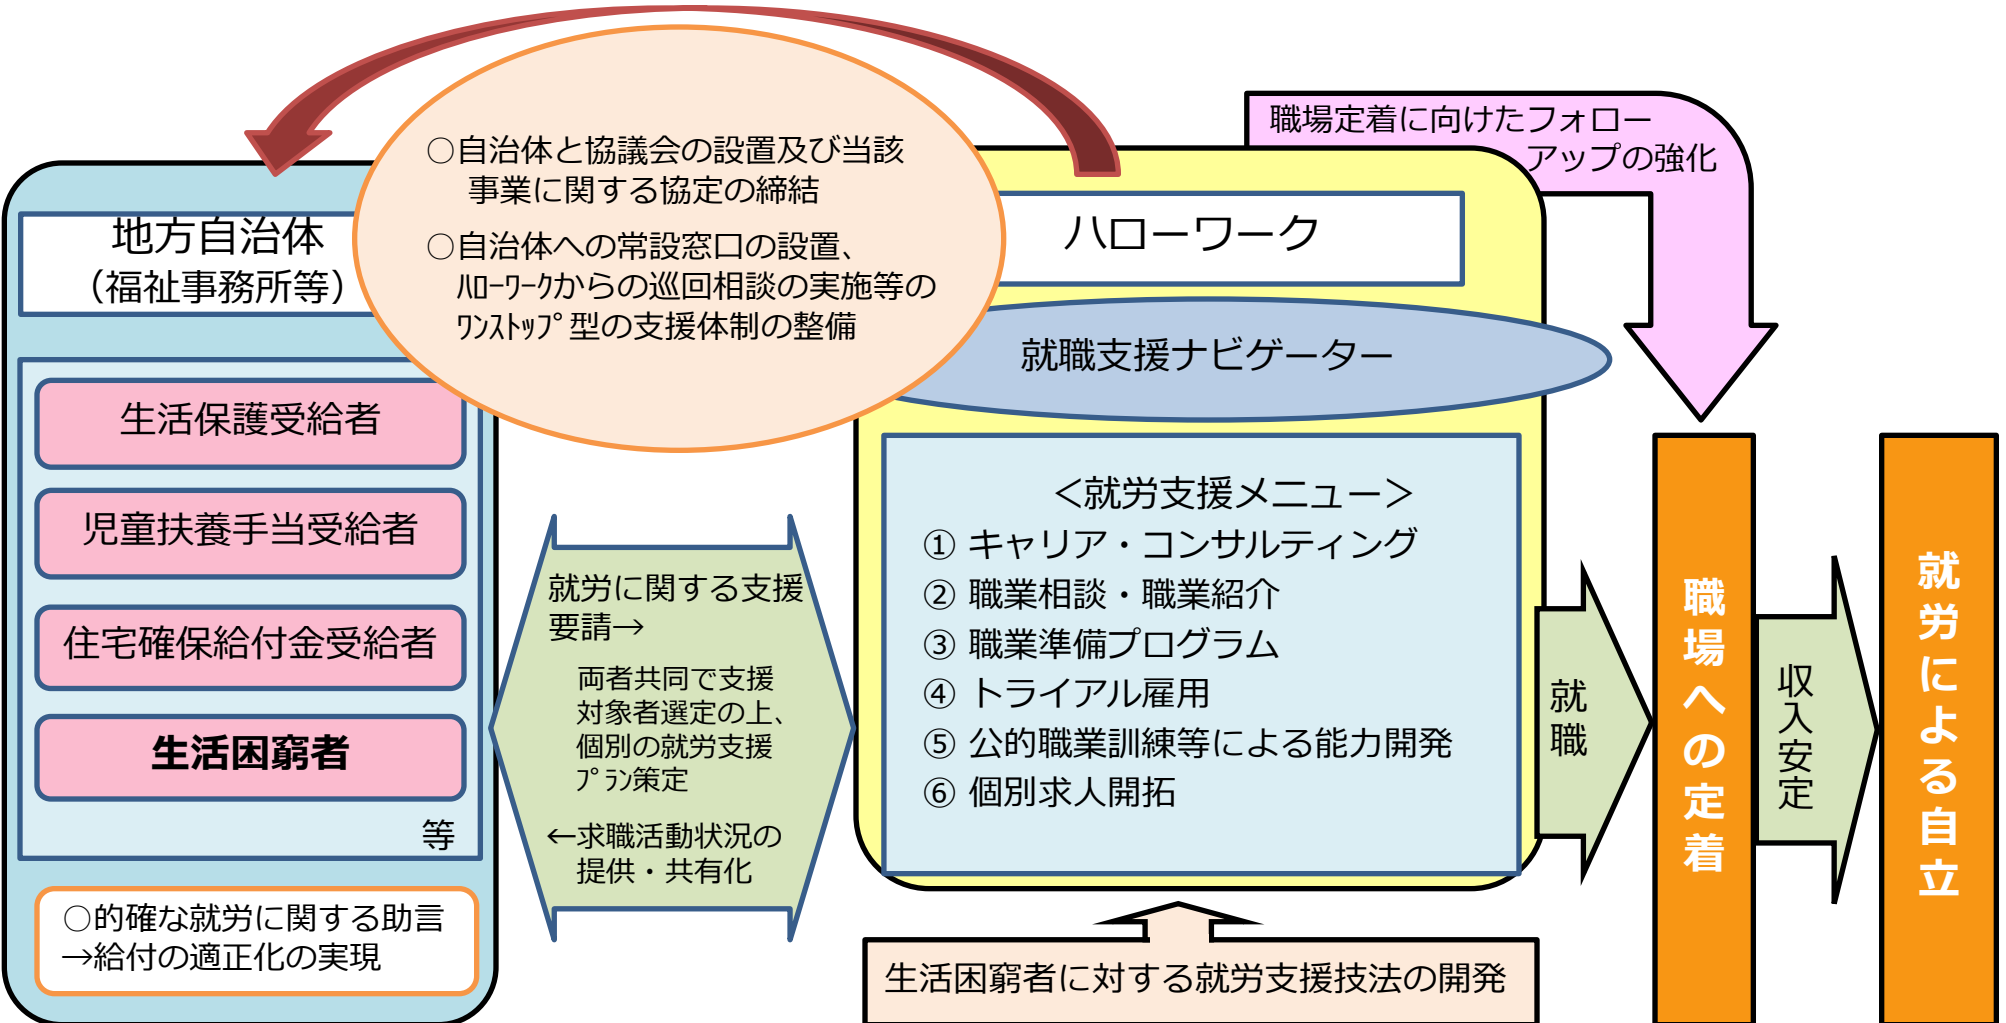 ○自治体と協議会の設置及び当該
事業に関する協定の締結
○自治体への常設窓口の設置、
ﾊﾛｰﾜｰｸからの巡回相談の実施等の
ﾜﾝｽﾄｯﾌﾟ型の支援体制の整備
地方自治体
（福祉事務所等）
生活保護受給者
児童扶養手当受給者
住宅確保給付金受給者
生活困窮者
等
○的確な就労に関する助言
→給付の適正化の実現
就労に関する支援
要請→
両者共同で支援
対象者選定の上、
個別の就労支援
ﾌﾟﾗﾝ策定
←求職活動状況の
提供・共有化
ハローワーク
就職支援ナビゲーター
＜就労支援メニュー＞
① キャリア・コンサルティング
② 職業相談・職業紹介
③ 職業準備プログラム
④ トライアル雇用
⑤ 公的職業訓練等による能力開発
⑥ 個別求人開拓
生活困窮者に対する就労支援技法の開発
職場定着に向けたフォロー
アップの強化
就職
職場への定着
収入安定
就労による自立